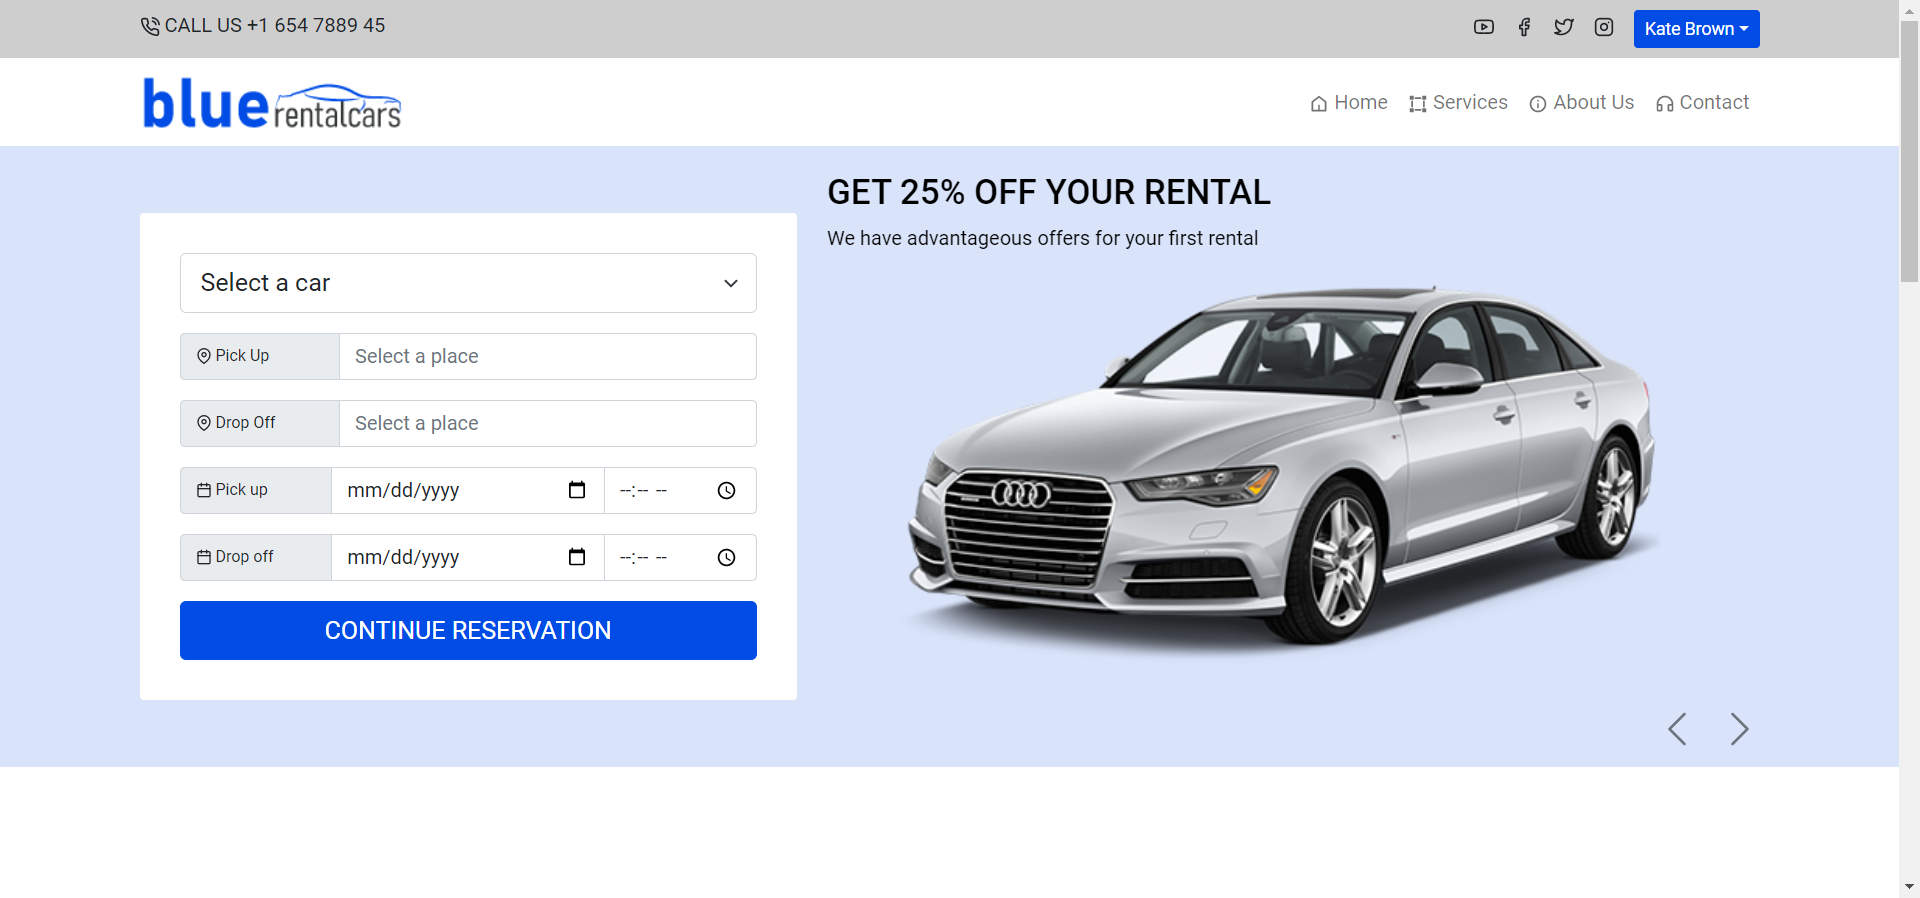 CALL US +1 654 7889 45
Kate Brown
blue rentalcars
Home Services About Us Contact
GET 25% OFF YOUR RENTAL
We have advantageous offers for your first rental
Select a car
Pick Up Select a place
Drop Off Select a place
Pick up mm/dd/yyyy --:-- --
Drop off mm/dd/yyyy --:-- --
CONTINUE RESERVATION